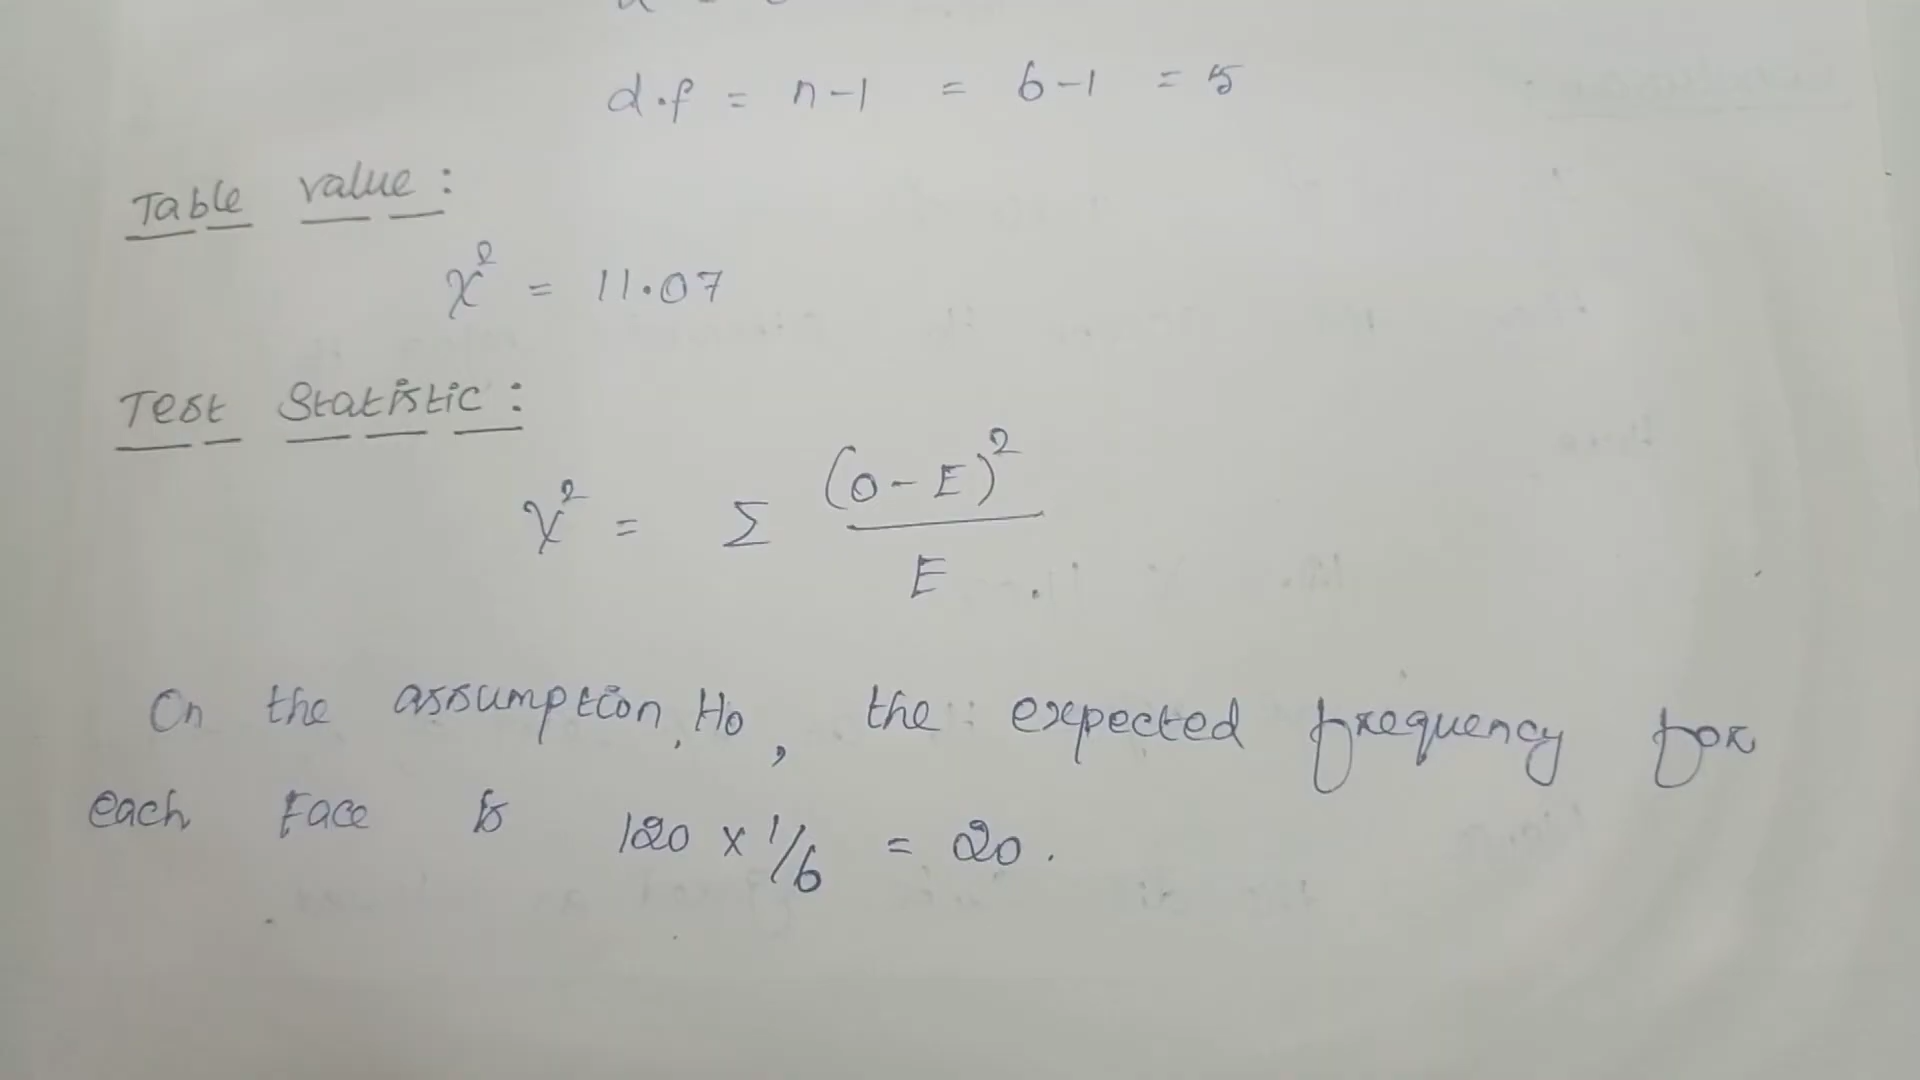 d.f = n-1 = 6-1 = 5
Table value:
χ² = 11.07
Test Statistic:
χ² = Σ (O-E)² / E
On the assumption, H₀, the expected frequency for
each face is 120 x 1/6 = 20.